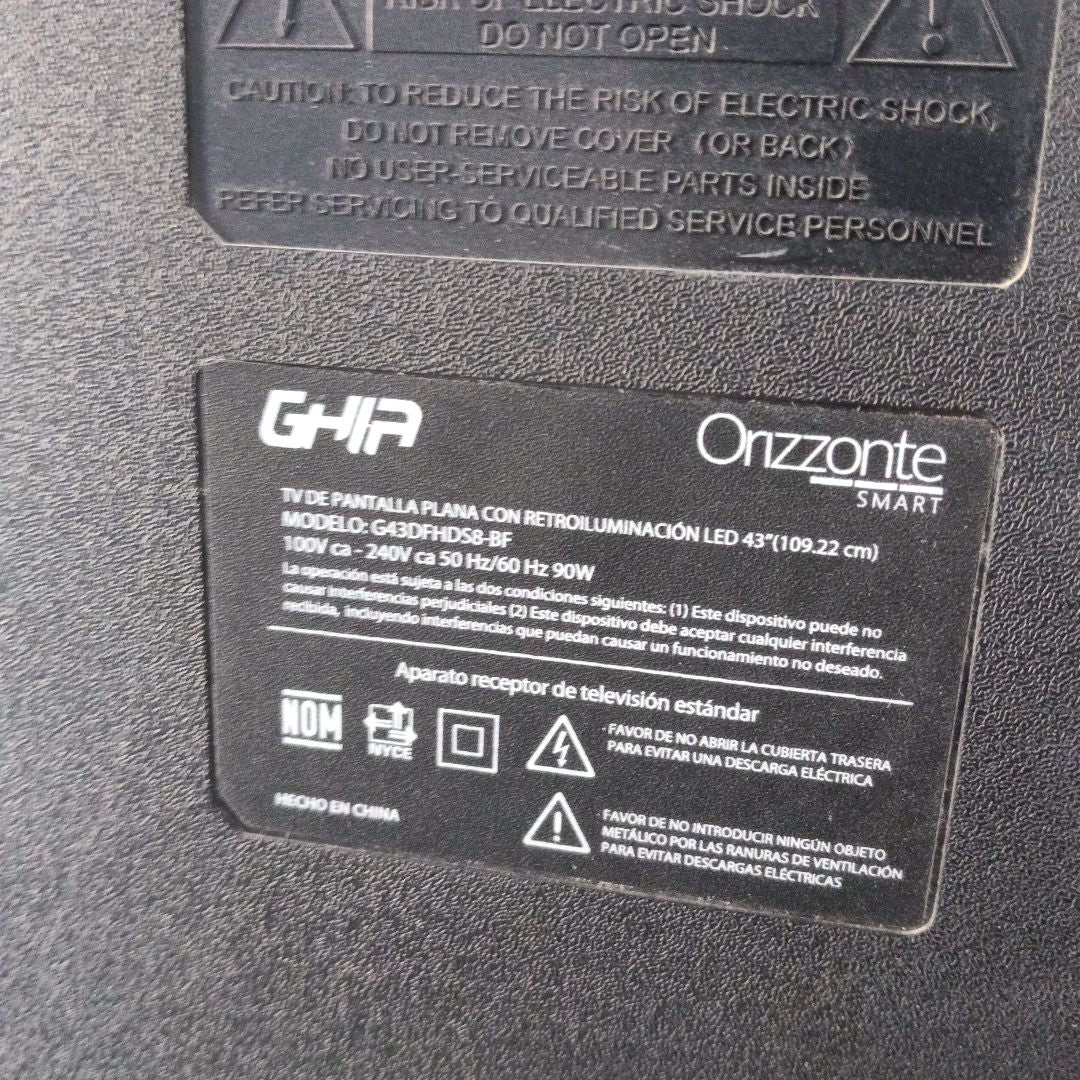 RISK OF ELECTRIC SHOCK
DO NOT OPEN
CAUTION: TO REDUCE THE RISK OF ELECTRIC SHOCK,
DO NOT REMOVE COVER (OR BACK)
NO USER-SERVICEABLE PARTS INSIDE
REFER SERVICING TO QUALIFIED SERVICE PERSONNEL
GHIA
Orizzonte
SMART
TV DE PANTALLA PLANA CON RETROILUMINACIÓN LED 43"(109.22 cm)
MODELO: G43DFHDS8-BF
100V ca - 240V ca 50 Hz/60 Hz 90W
La operación está sujeta a las dos condiciones siguientes: (1) Este dispositivo puede no
causar interferencias perjudiciales (2) Este dispositivo debe aceptar cualquier interferencia
recibida, incluyendo interferencias que puedan causar un funcionamiento no deseado.
Aparato receptor de televisión estándar
NOM
NYCE
- FAVOR DE NO ABRIR LA CUBIERTA TRASERA
PARA EVITAR UNA DESCARGA ELÉCTRICA
HECHO EN CHINA
FAVOR DE NO INTRODUCIR NINGÚN OBJETO
METÁLICO POR LAS RANURAS DE VENTILACIÓN
PARA EVITAR DESCARGAS ELÉCTRICAS